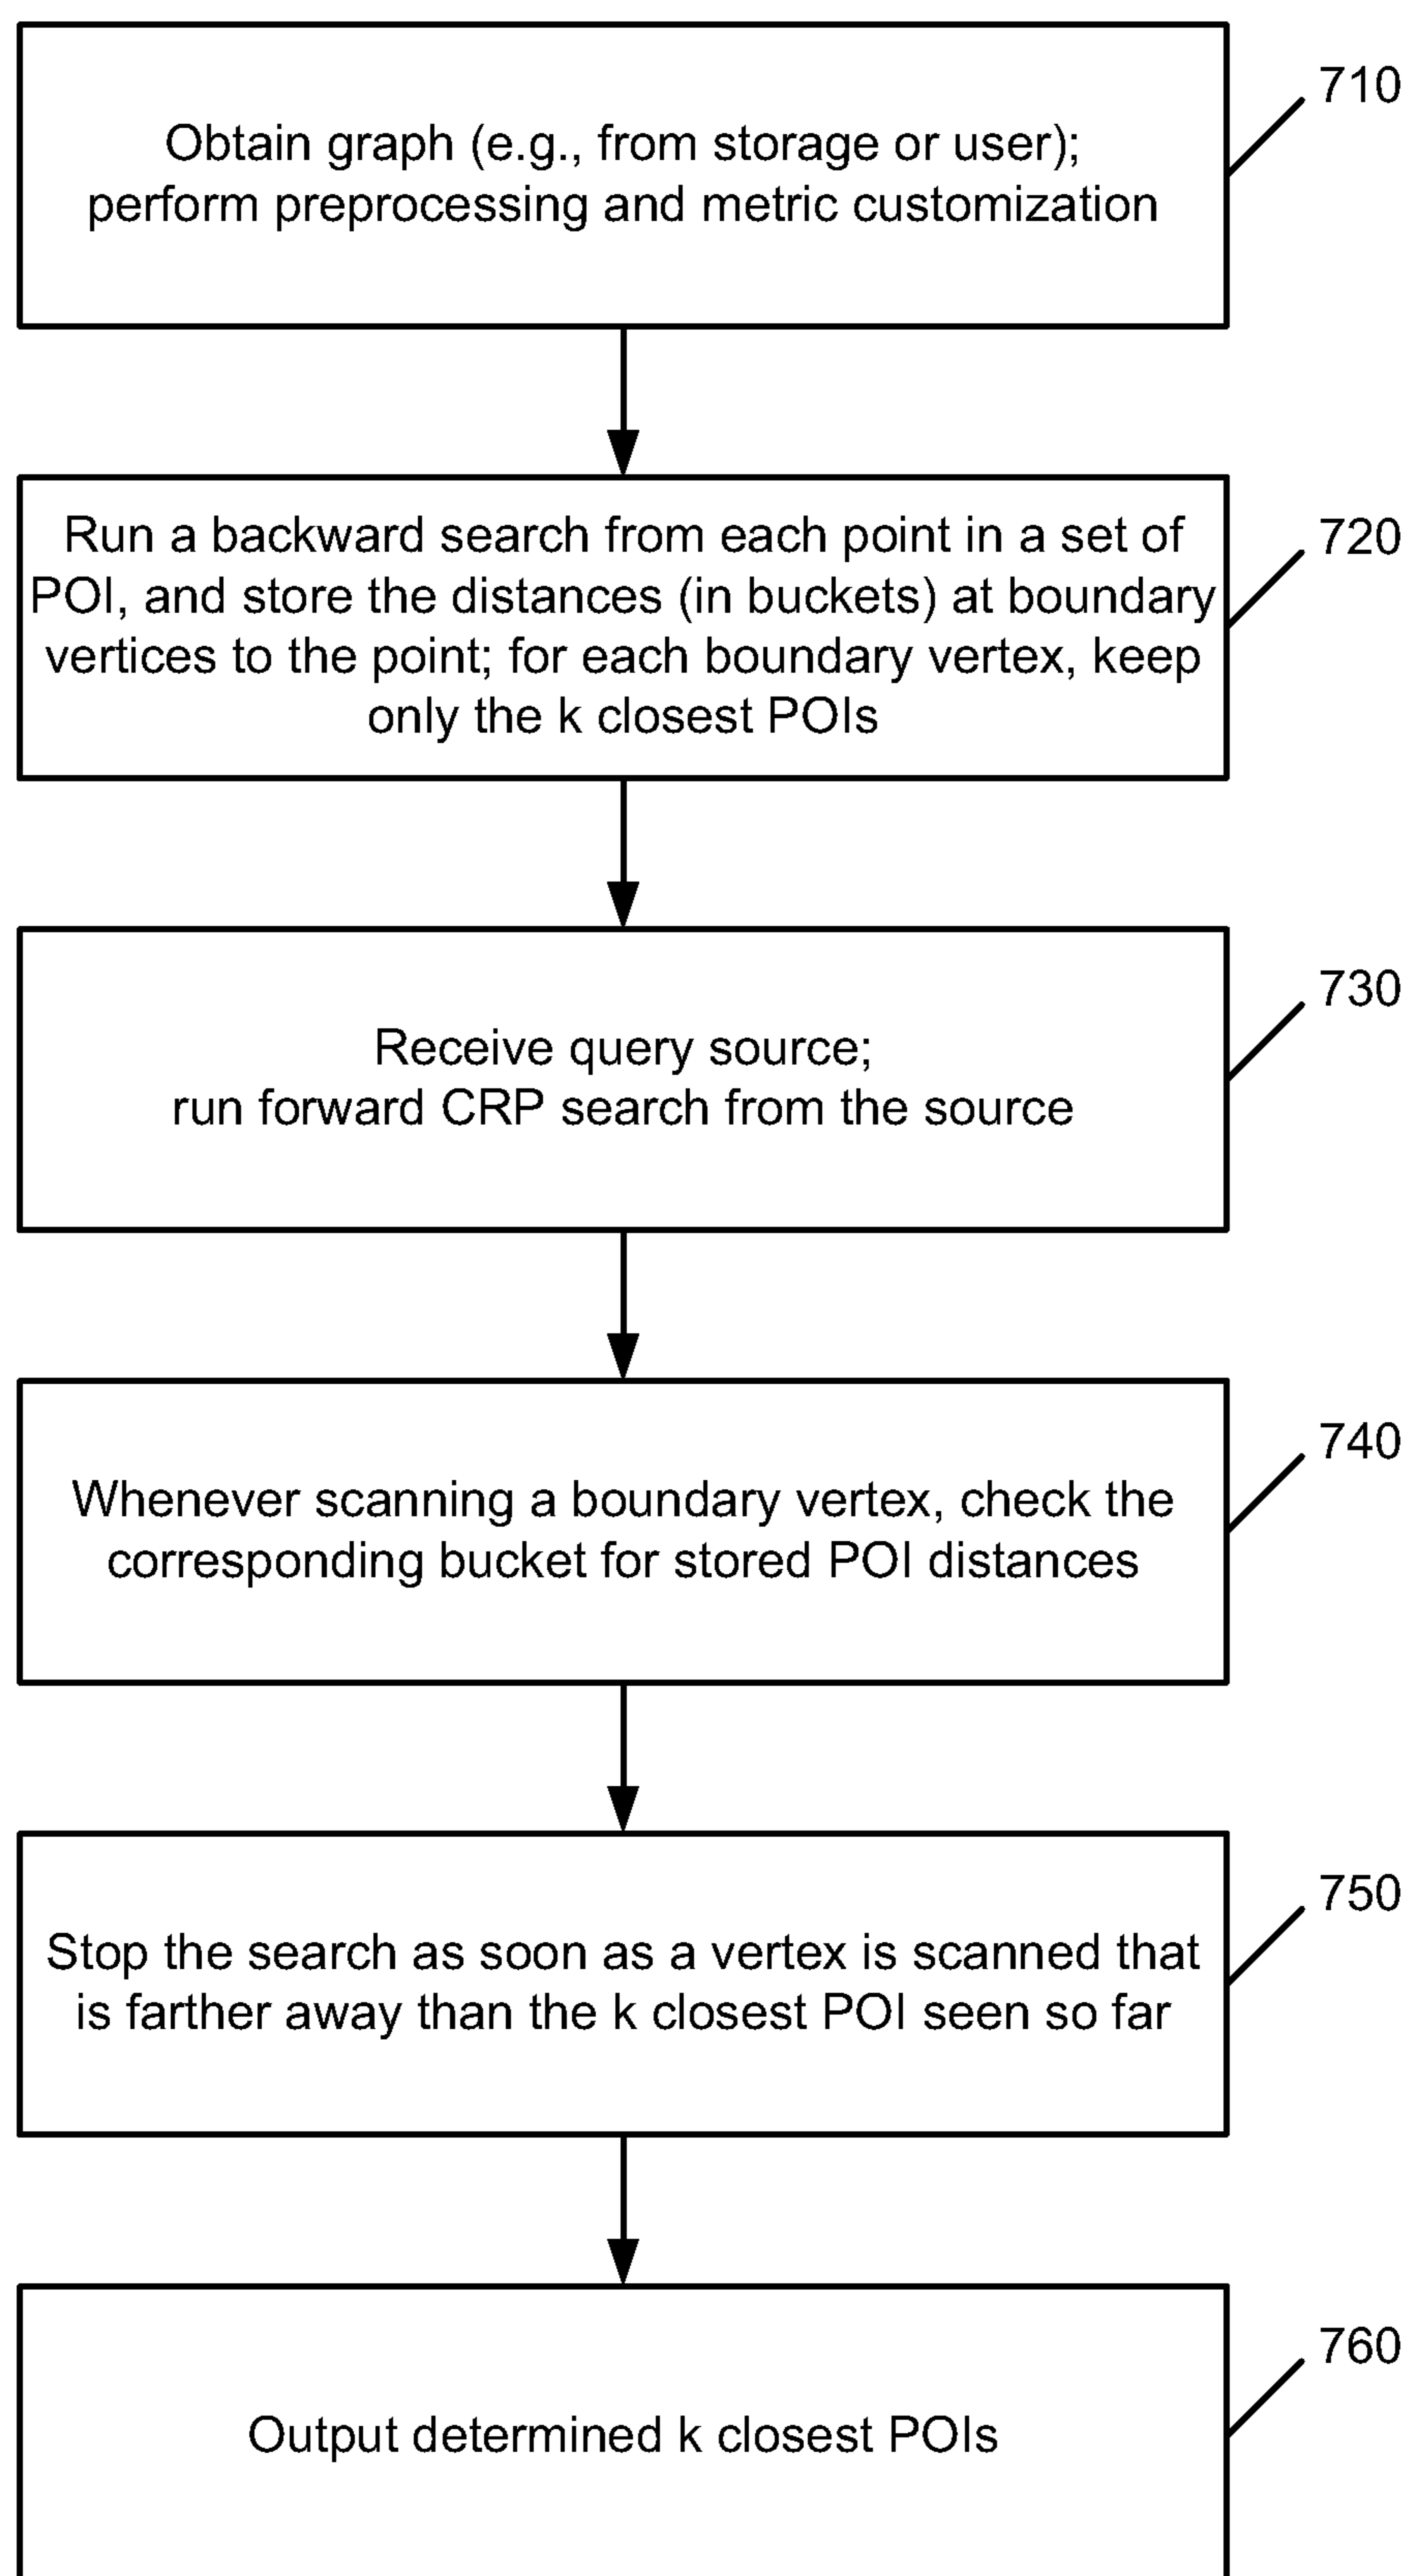 710
Obtain graph (e.g., from storage or user);
perform preprocessing and metric customization
720
Run a backward search from each point in a set of
POI, and store the distances (in buckets) at boundary
vertices to the point; for each boundary vertex, keep
only the k closest POIs
730
Receive query source;
run forward CRP search from the source
740
Whenever scanning a boundary vertex, check the
corresponding bucket for stored POI distances
750
Stop the search as soon as a vertex is scanned that
is farther away than the k closest POI seen so far
760
Output determined k closest POIs